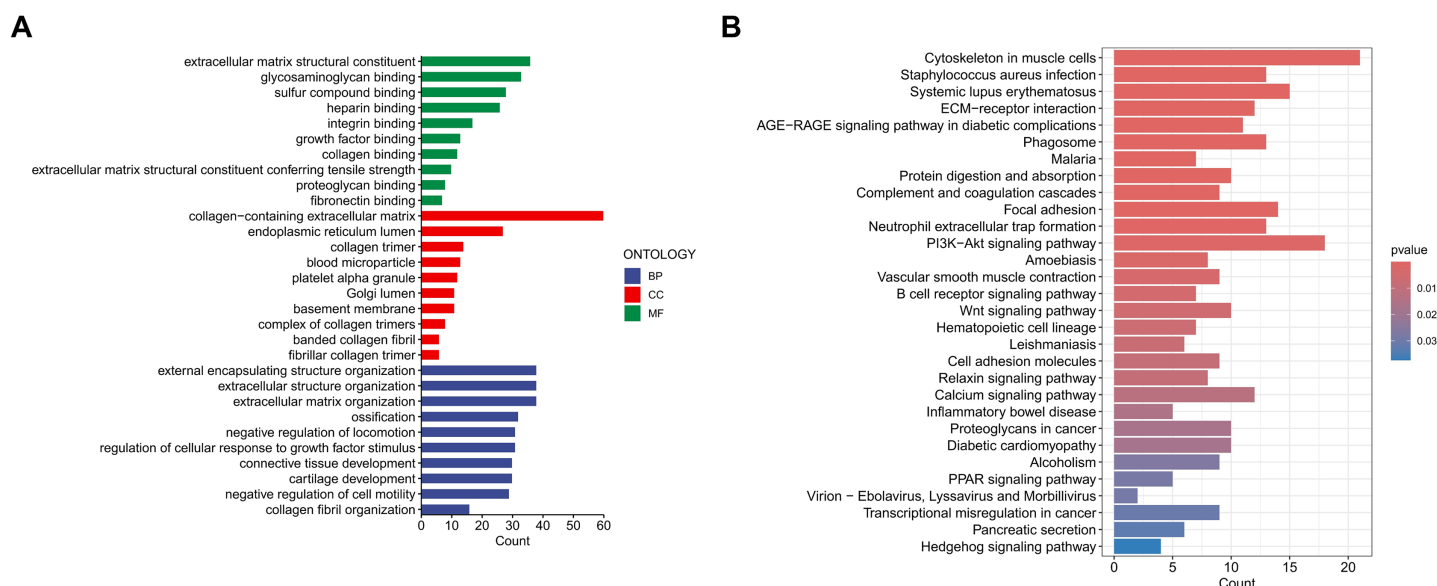 A
extracellular matrix structural constituent
glycosaminoglycan binding
sulfur compound binding
heparin binding
integrin binding
growth factor binding
collagen binding
extracellular matrix structural constituent conferring tensile strength
proteoglycan binding
fibronectin binding
collagen−containing extracellular matrix
endoplasmic reticulum lumen
collagen trimer
blood microparticle
platelet alpha granule
Golgi lumen
basement membrane
complex of collagen trimers
banded collagen fibril
fibrillar collagen trimer
external encapsulating structure organization
extracellular structure organization
extracellular matrix organization
ossification
negative regulation of locomotion
regulation of cellular response to growth factor stimulus
connective tissue development
cartilage development
negative regulation of cell motility
collagen fibril organization
0 10 20 30 40 50 60
Count
ONTOLOGY
BP
CC
MF
B
Cytoskeleton in muscle cells
Staphylococcus aureus infection
Systemic lupus erythematosus
ECM−receptor interaction
AGE−RAGE signaling pathway in diabetic complications
Phagosome
Malaria
Protein digestion and absorption
Complement and coagulation cascades
Focal adhesion
Neutrophil extracellular trap formation
PI3K−Akt signaling pathway
Amoebiasis
Vascular smooth muscle contraction
B cell receptor signaling pathway
Wnt signaling pathway
Hematopoietic cell lineage
Leishmaniasis
Cell adhesion molecules
Relaxin signaling pathway
Calcium signaling pathway
Inflammatory bowel disease
Proteoglycans in cancer
Diabetic cardiomyopathy
Alcoholism
PPAR signaling pathway
Virion − Ebolavirus, Lyssavirus and Morbillivirus
Transcriptional misregulation in cancer
Pancreatic secretion
Hedgehog signaling pathway
0 5 10 15 20
Count
pvalue
0.01
0.02
0.03